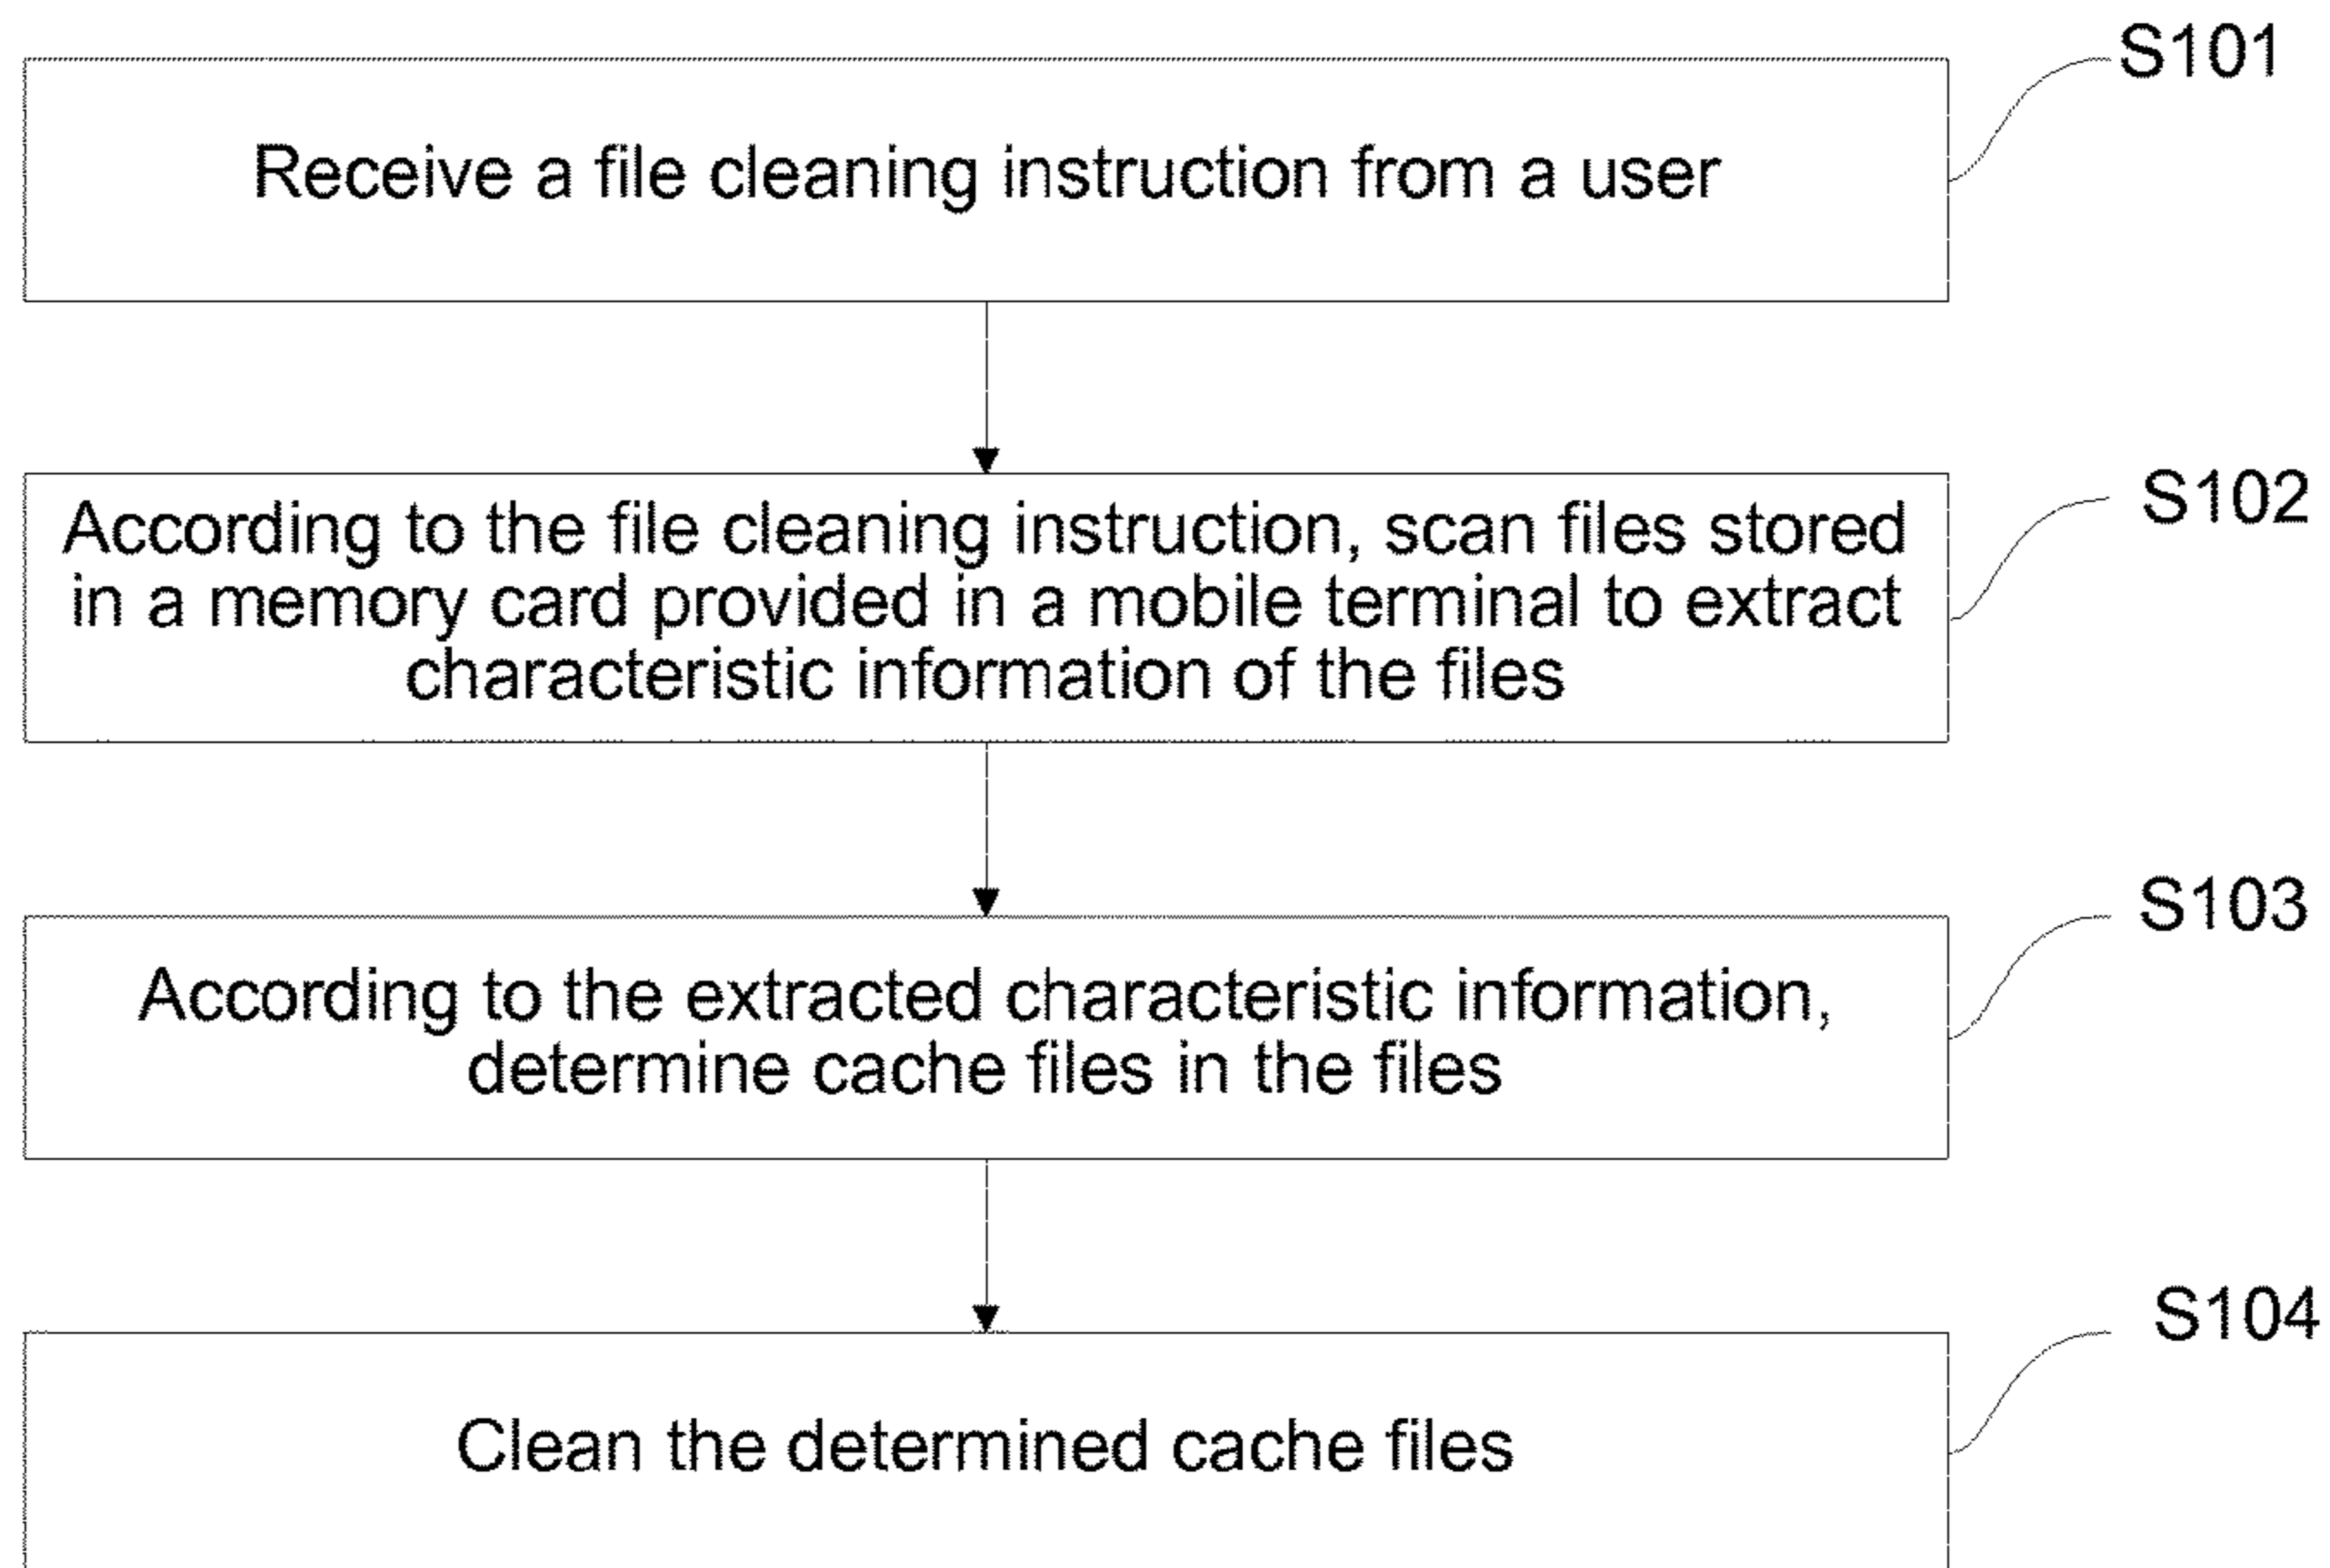 S101
Receive a file cleaning instruction from a user
S102
According to the file cleaning instruction, scan files stored
in a memory card provided in a mobile terminal to extract
characteristic information of the files
S103
According to the extracted characteristic information,
determine cache files in the files
S104
Clean the determined cache files